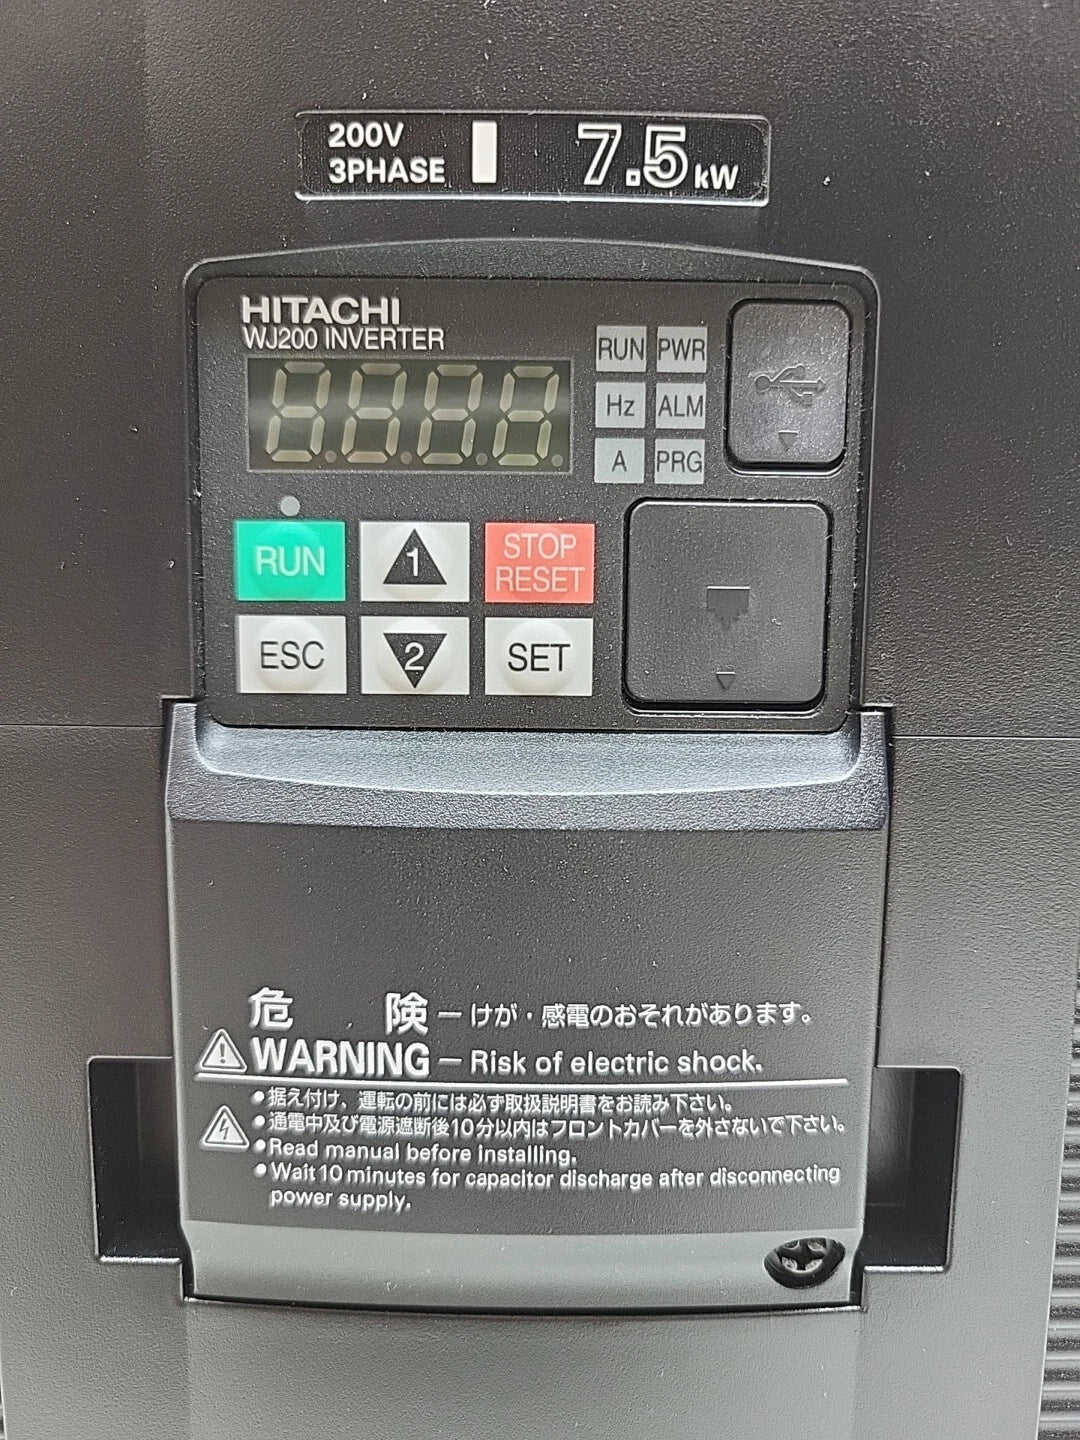 200V
3PHASE
7.5 kW
HITACHI
WJ200 INVERTER
RUN PWR
Hz ALM
A PRG
RUN 1 STOP RESET
ESC 2 SET
危 険 ー けが・感電のおそれがあります。
WARNING – Risk of electric shock.
●据え付け、運転の前には必ず取扱説明書をお読み下さい。
●通電中及び電源遮断後10分以内はフロントカバーを外さないで下さい。
●Read manual before installing.
●Wait 10 minutes for capacitor discharge after disconnecting
power supply.